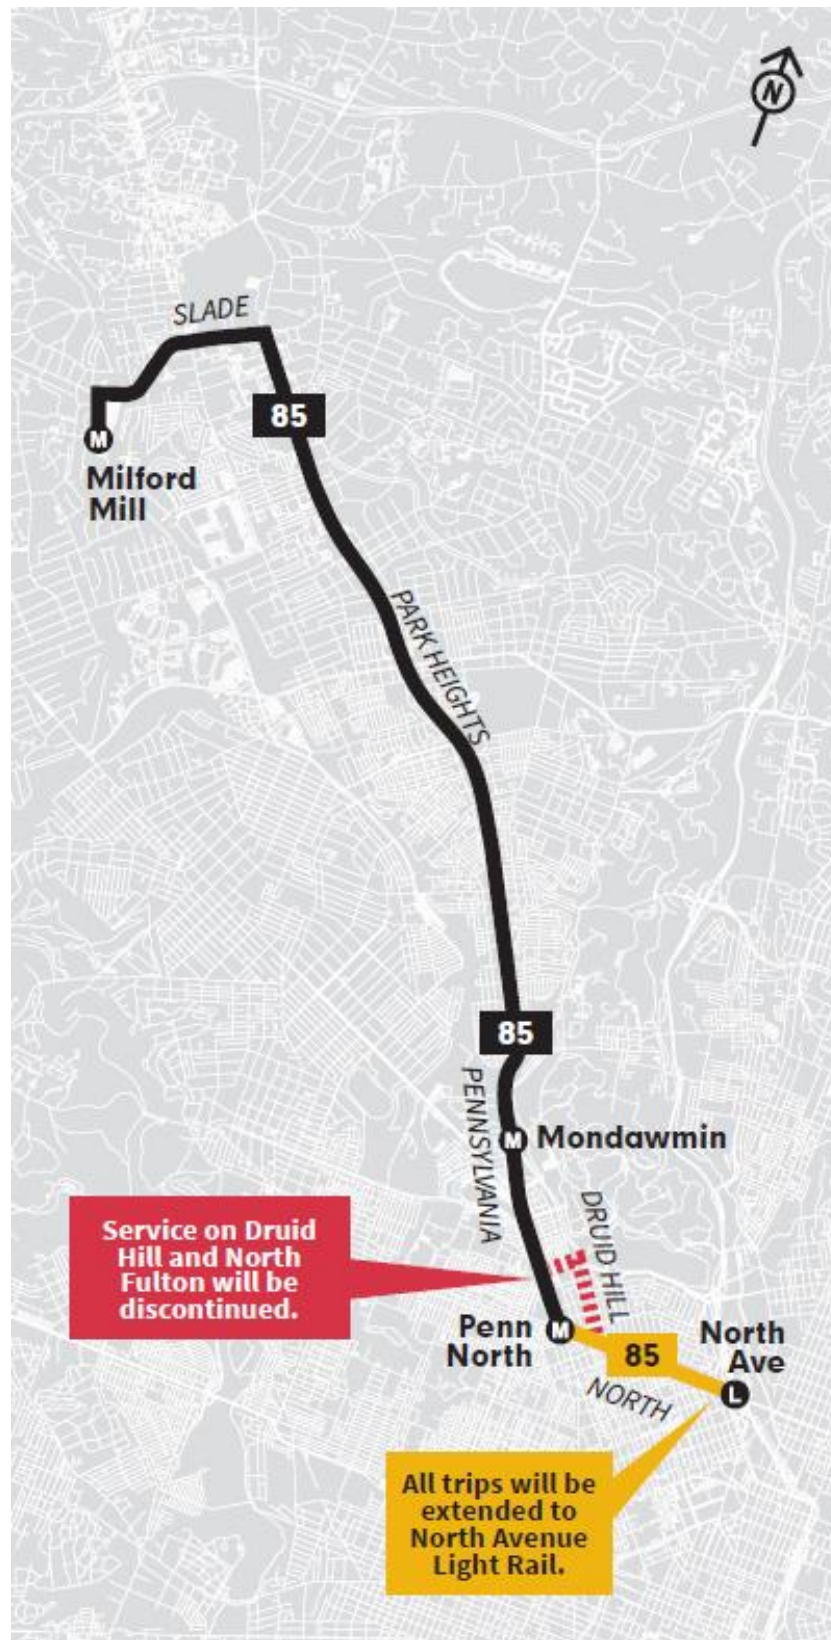 N
SLADE
85
M
Milford
Mill
PARK HEIGHTS
85
PENNSYLVANIA
M Mondawmin
DRUID HILL
Service on Druid
Hill and North
Fulton will be
discontinued.
Penn
North
M
85
North
Ave
L
NORTH
All trips will be
extended to
North Avenue
Light Rail.